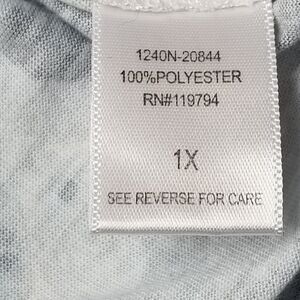 1240N-20844
100%POLYESTER
RN#119794
1X
SEE REVERSE FOR CARE